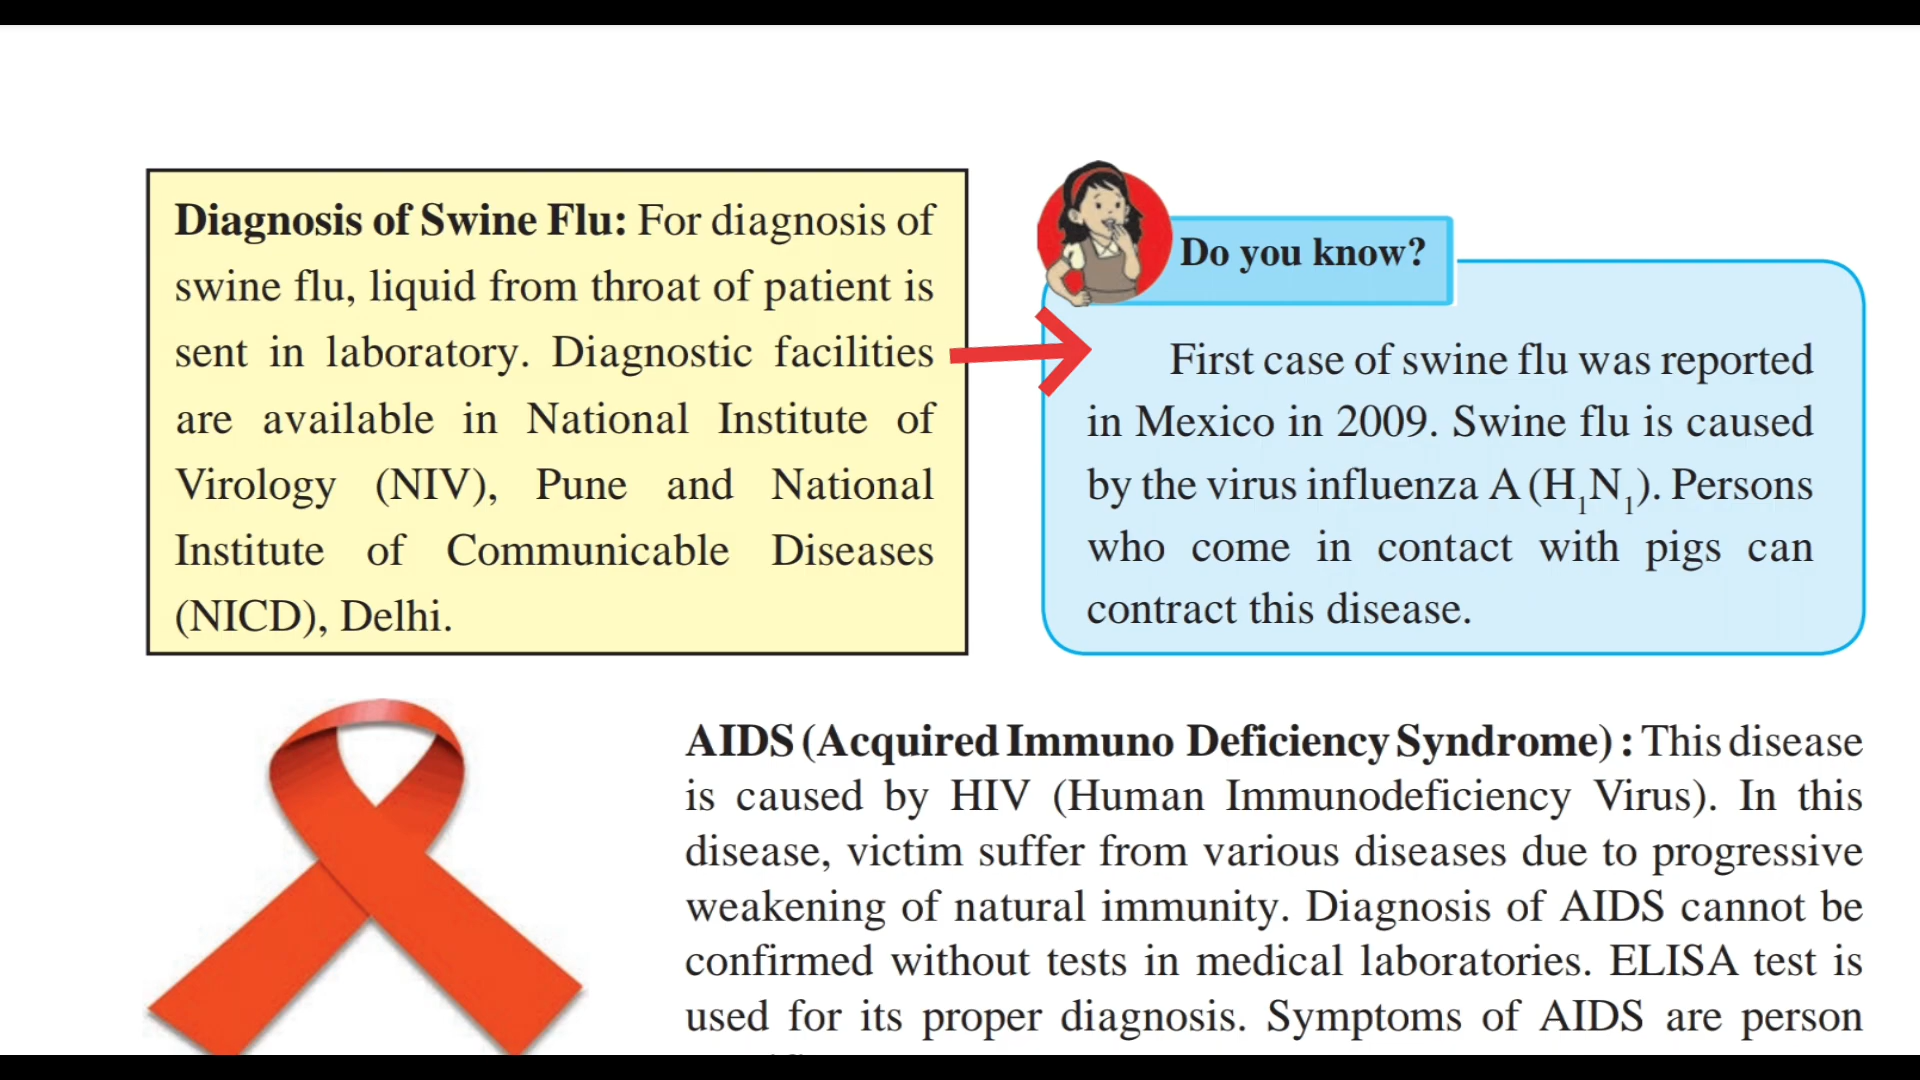 Diagnosis of Swine Flu: For diagnosis of
swine flu, liquid from throat of patient is
sent in laboratory. Diagnostic facilities
are available in National Institute of
Virology (NIV), Pune and National
Institute of Communicable Diseases
(NICD), Delhi.
Do you know?
First case of swine flu was reported
in Mexico in 2009. Swine flu is caused
by the virus influenza A (H₁N₁). Persons
who come in contact with pigs can
contract this disease.
AIDS (Acquired Immuno Deficiency Syndrome) : This disease
is caused by HIV (Human Immunodeficiency Virus). In this
disease, victim suffer from various diseases due to progressive
weakening of natural immunity. Diagnosis of AIDS cannot be
confirmed without tests in medical laboratories. ELISA test is
used for its proper diagnosis. Symptoms of AIDS are person